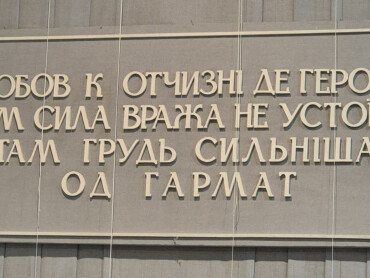 ОБОВ К ОТЧИЗНІ ДЕ ГЕРО
М СИЛА ВРАЖА НЕ УСТО
ТАМ ГРУДЬ СИЛЬНІША
ОД ГАРМАТ